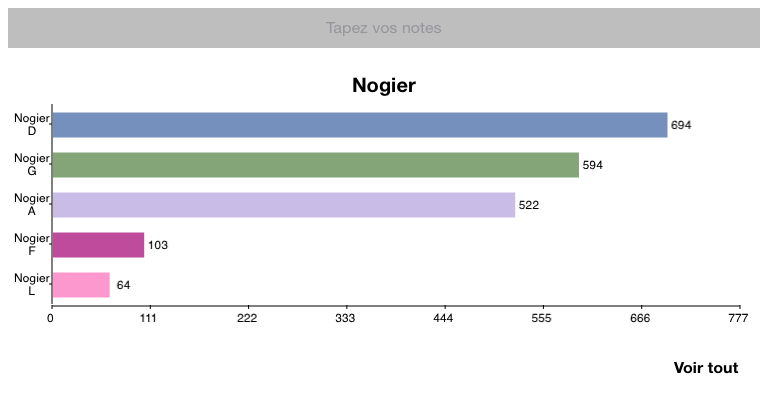 Tapez vos notes
Nogier
Nogier
D
694
Nogier
G
594
Nogier
A
522
Nogier
F
103
Nogier
L
64
0 111 222 333 444 555 666 777
Voir tout